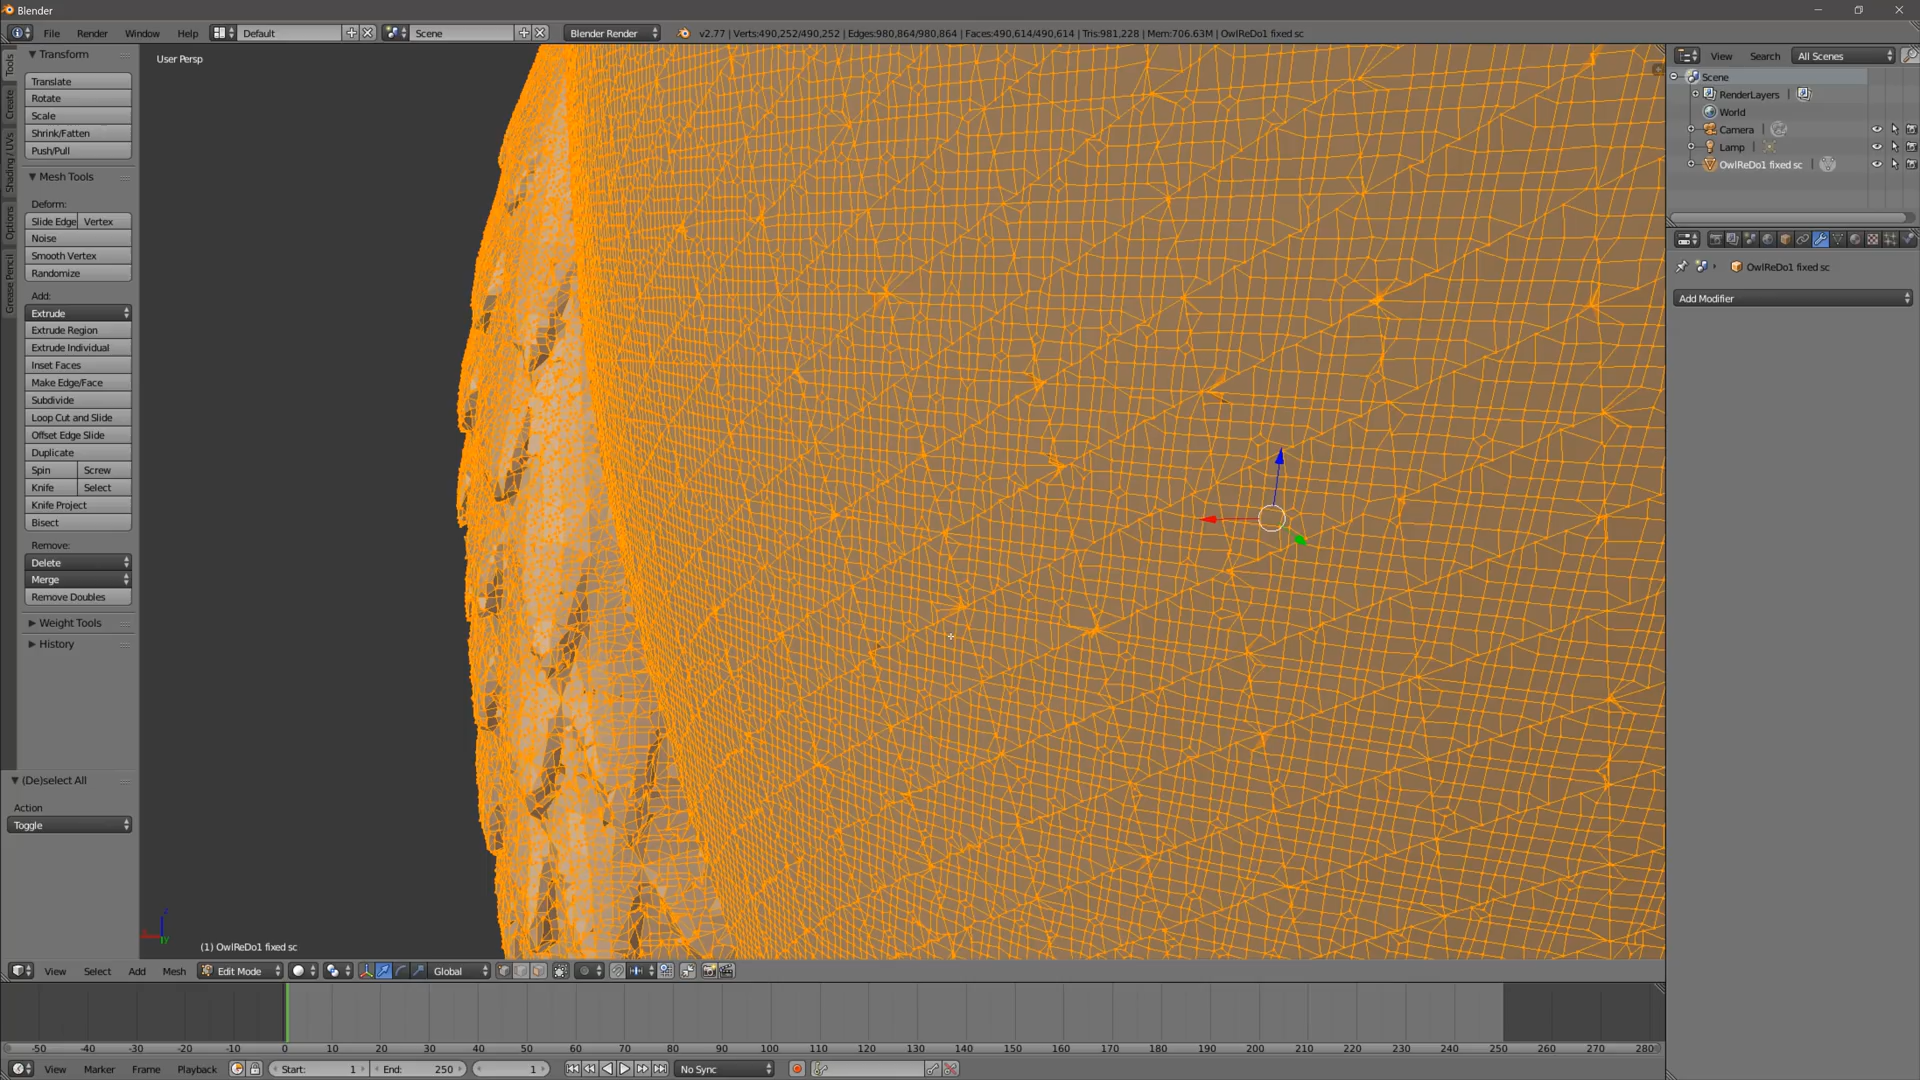 Blender
File Render Window Help Default Scene Blender Render v2.77 | Verts:490,252/490,252 | Edges:980,864/980,864 | Faces:490,614/490,614 | Tris:981,228 | Mem:706.63M | OwlReDo1 fixed sc
Tools
Create
Shading / UVs
Options
Grease Pencil
Transform
Translate
Rotate
Scale
Shrink/Fatten
Push/Pull
Mesh Tools
Deform:
Slide Edge Vertex
Noise
Smooth Vertex
Randomize
Add:
Extrude
Extrude Region
Extrude Individual
Inset Faces
Make Edge/Face
Subdivide
Loop Cut and Slide
Offset Edge Slide
Duplicate
Spin Screw
Knife Select
Knife Project
Bisect
Remove:
Delete
Merge
Remove Doubles
Weight Tools
History
(De)select All
Action
Toggle
User Persp
(1) OwlReDo1 fixed sc
View Select Add Mesh Edit Mode Global
View Search All Scenes
Scene
RenderLayers
World
Camera
Lamp
OwlReDo1 fixed sc
OwlReDo1 fixed sc
Add Modifier
-50 -40 -30 -20 -10 0 10 20 30 40 50 60 70 80 90 100 110 120 130 140 150 160 170 180 190 200 210 220 230 240 250 260 270 280
View Marker Frame Playback Start: 1 End: 250 1 No Sync